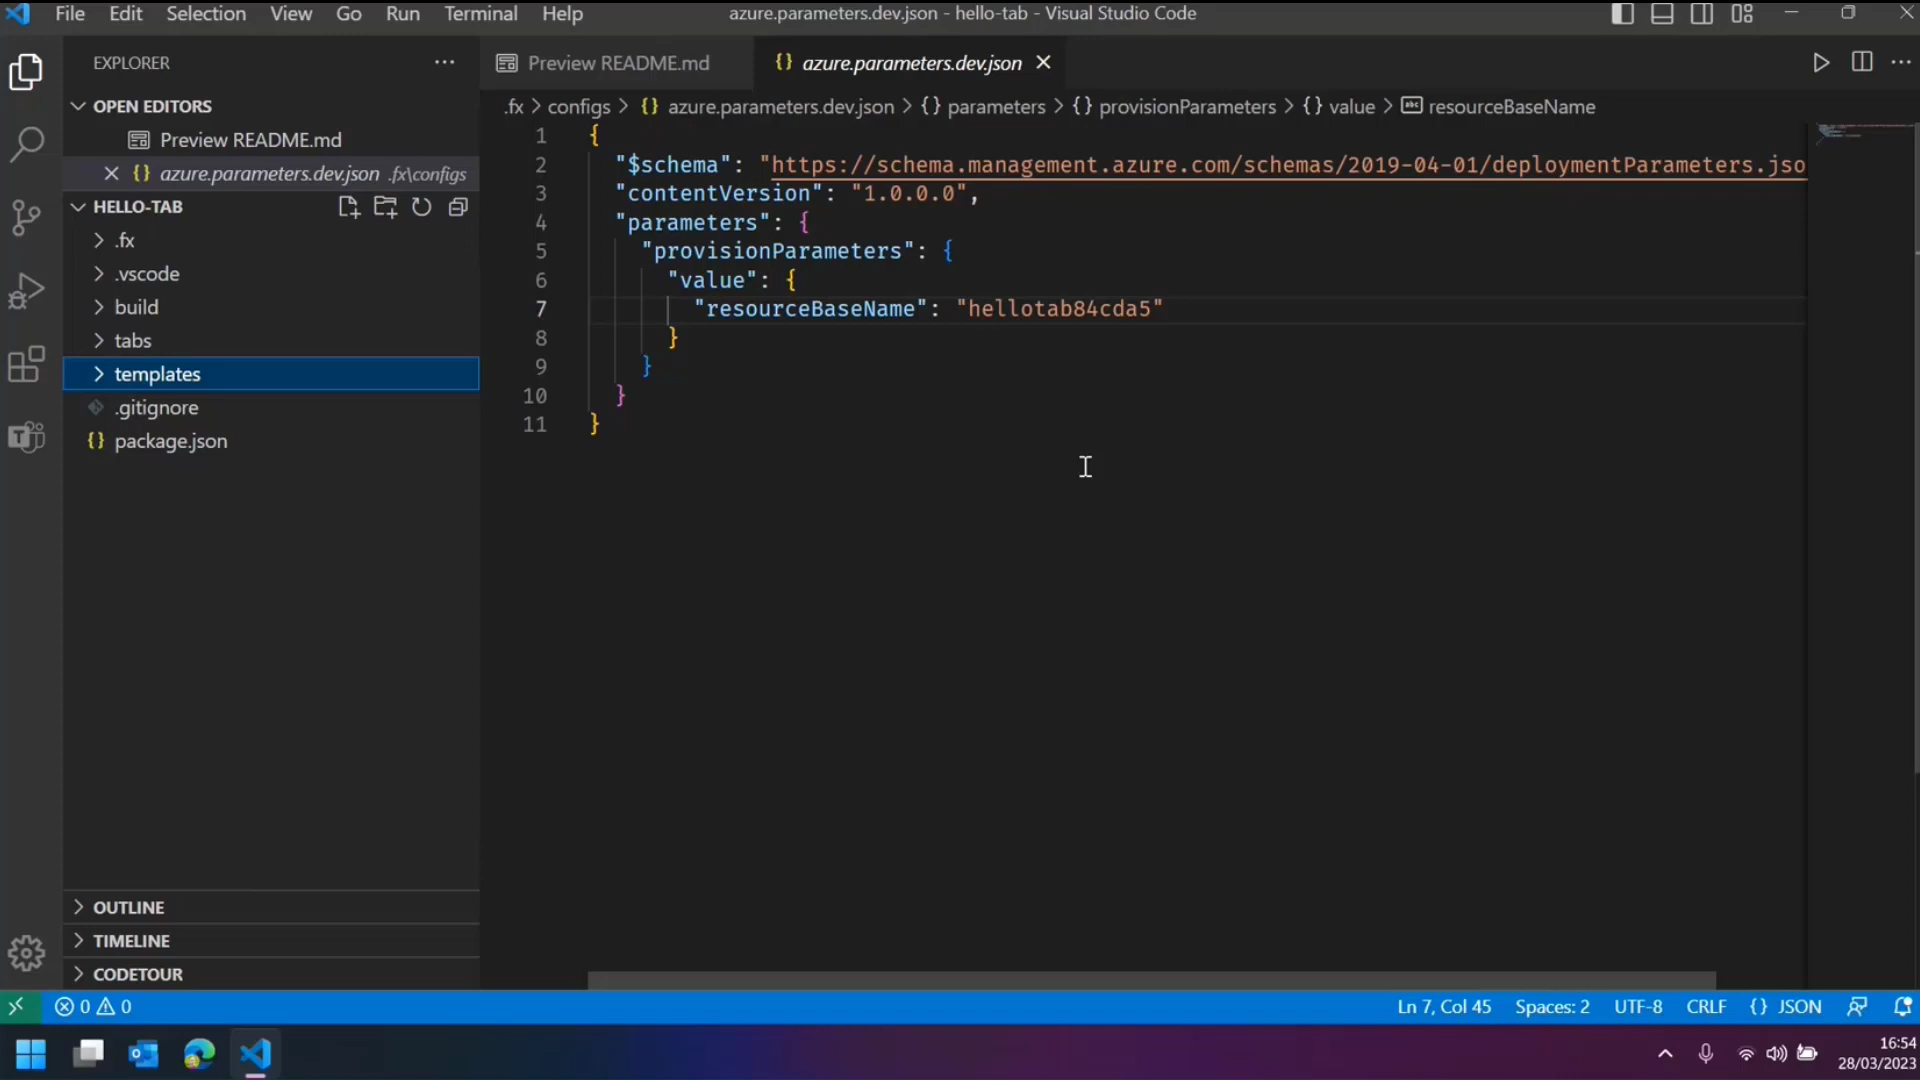 File Edit Selection View Go Run Terminal Help azure.parameters.dev.json - hello-tab - Visual Studio Code
EXPLORER
OPEN EDITORS
Preview README.md
azure.parameters.dev.json .fx\configs
HELLO-TAB
.fx
.vscode
build
tabs
templates
.gitignore
package.json
OUTLINE
TIMELINE
CODETOUR
Preview README.md azure.parameters.dev.json
.fx > configs > {} azure.parameters.dev.json > {} parameters > {} provisionParameters > {} value > resourceBaseName
1 {
2 "$schema": "https://schema.management.azure.com/schemas/2019-04-01/deploymentParameters.jso
3 "contentVersion": "1.0.0.0",
4 "parameters": {
5 "provisionParameters": {
6 "value": {
7 "resourceBaseName": "hellotab84cda5"
8 }
9 }
10 }
11 }
0 0 Ln 7, Col 45 Spaces: 2 UTF-8 CRLF {} JSON
16:54
28/03/2023